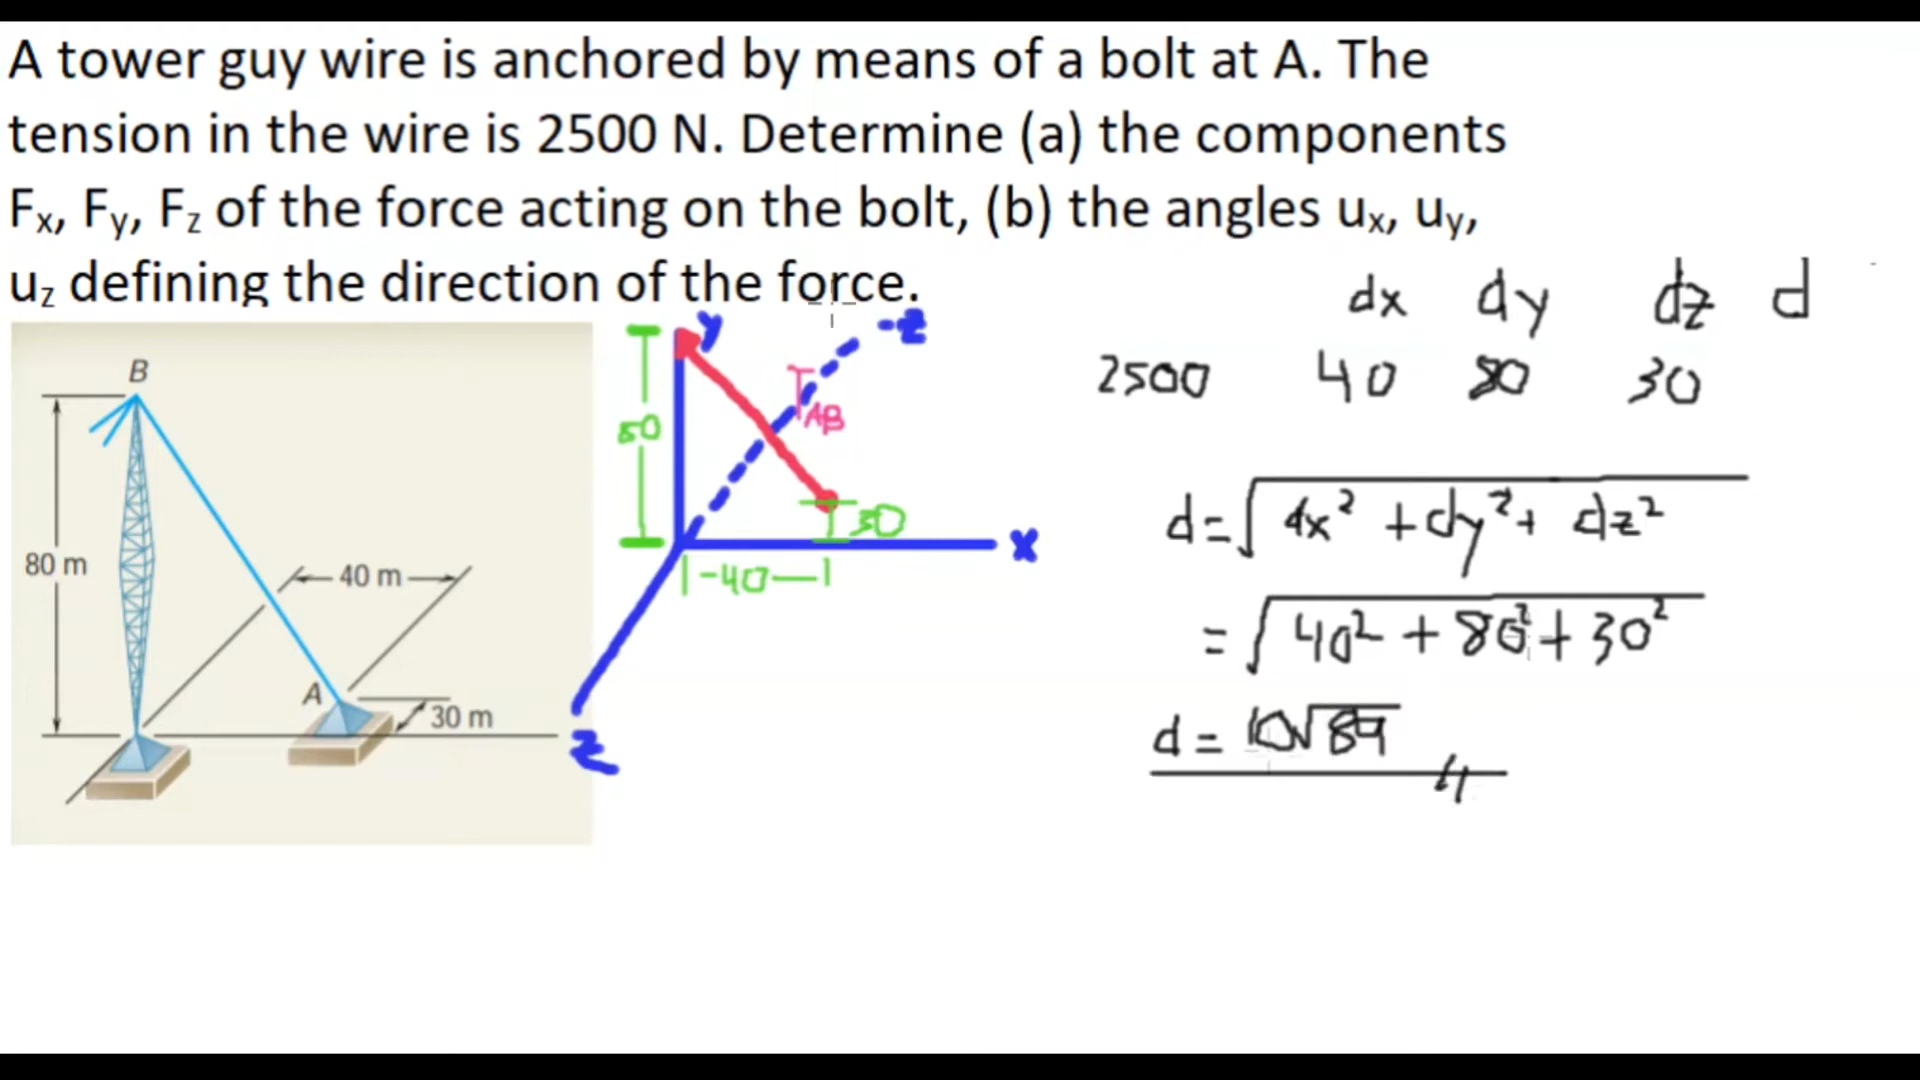 A tower guy wire is anchored by means of a bolt at A. The
tension in the wire is 2500 N. Determine (a) the components
Fx, Fy, Fz of the force acting on the bolt, (b) the angles ux, uy,
uz defining the direction of the force.
dx dy dz d
2500 40 80 30
B
80 m
40 m
A
30 m
y
-z
80
TAB
30
x
-40
z
d = √dx² + dy² + dz²
= √40² + 80² + 30²
d = 10√89